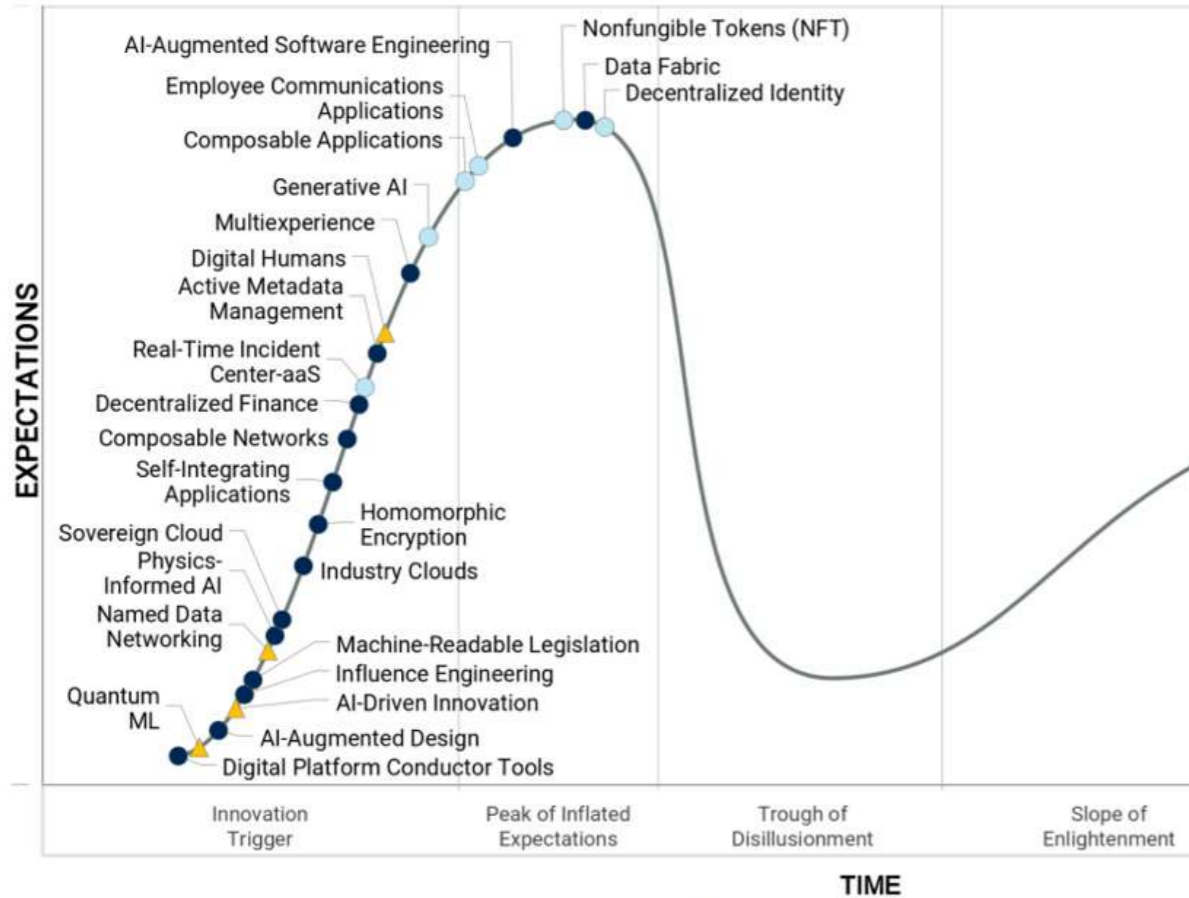 Nonfungible Tokens (NFT)
AI-Augmented Software Engineering
Data Fabric
Employee Communications
Applications
Decentralized Identity
Composable Applications
Generative AI
Multiexperience
Digital Humans
Active Metadata
Management
Real-Time Incident
Center-aaS
Decentralized Finance
Composable Networks
Self-Integrating
Applications
Homomorphic
Encryption
Sovereign Cloud
Physics-
Informed AI
Industry Clouds
Named Data
Networking
Machine-Readable Legislation
Influence Engineering
Quantum
ML
AI-Driven Innovation
AI-Augmented Design
Digital Platform Conductor Tools
EXPECTATIONS
Innovation
Trigger
Peak of Inflated
Expectations
Trough of
Disillusionment
Slope of
Enlightenment
TIME